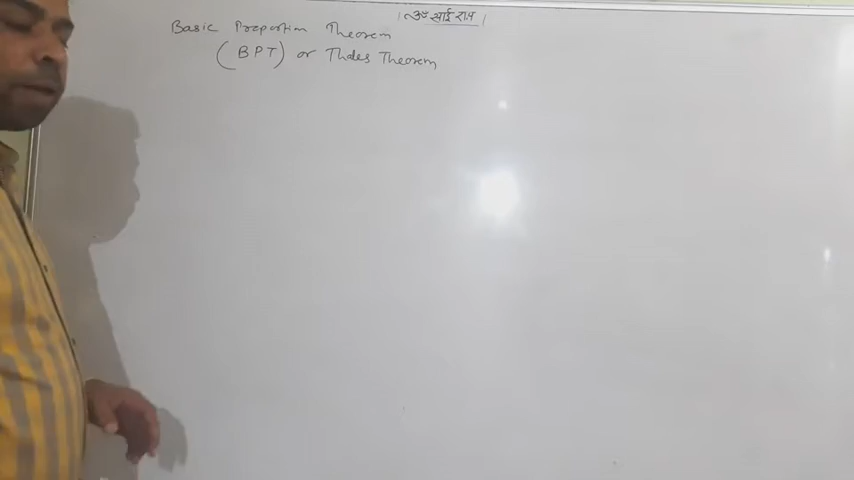 ॐ साईं राम
Basic Proportion Theorem
(BPT) or Thales Theorem